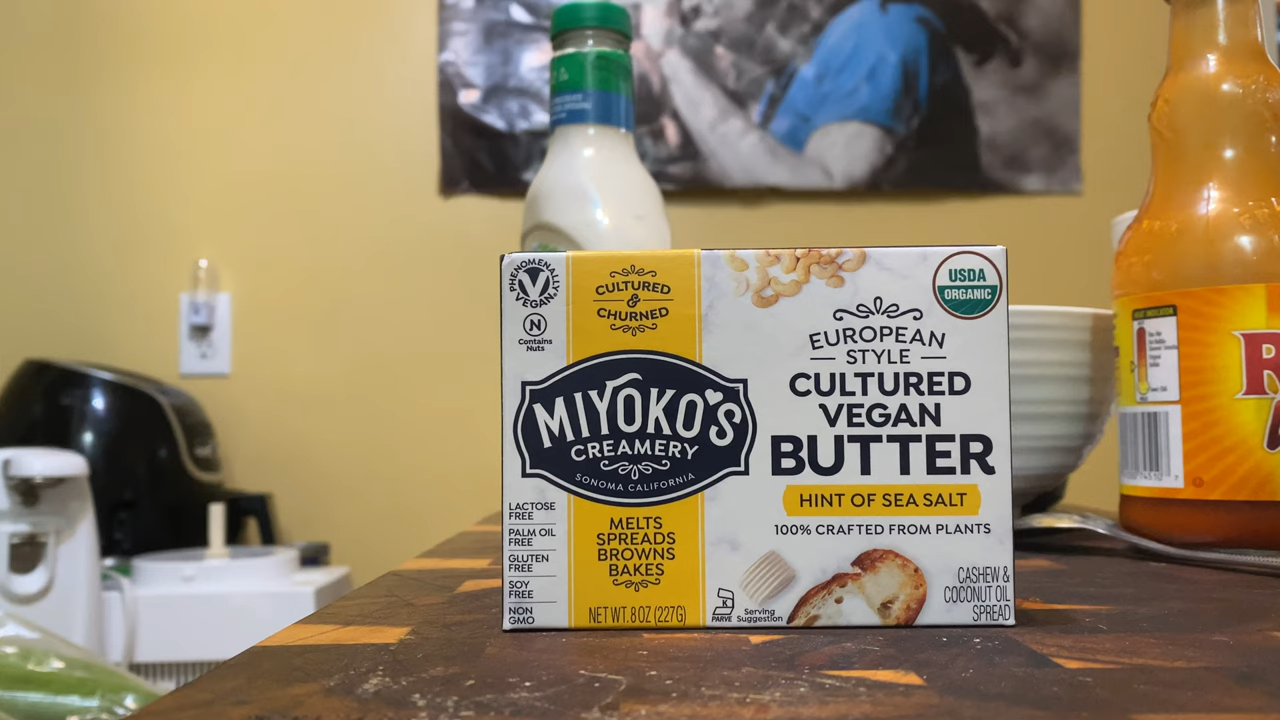 PHENOMENALLY VEGAN
V
N
Contains
Nuts
CULTURED
&
CHURNED
MIYOKO'S
CREAMERY
SONOMA CALIFORNIA
LACTOSE
FREE
PALM OIL
FREE
GLUTEN
FREE
SOY
FREE
NON
GMO
MELTS
SPREADS
BROWNS
BAKES
NET WT. 8 OZ (227G)
USDA
ORGANIC
EUROPEAN
STYLE
CULTURED
VEGAN
BUTTER
HINT OF SEA SALT
100% CRAFTED FROM PLANTS
K
PARVE
Serving
Suggestion
CASHEW &
COCONUT OIL
SPREAD
R